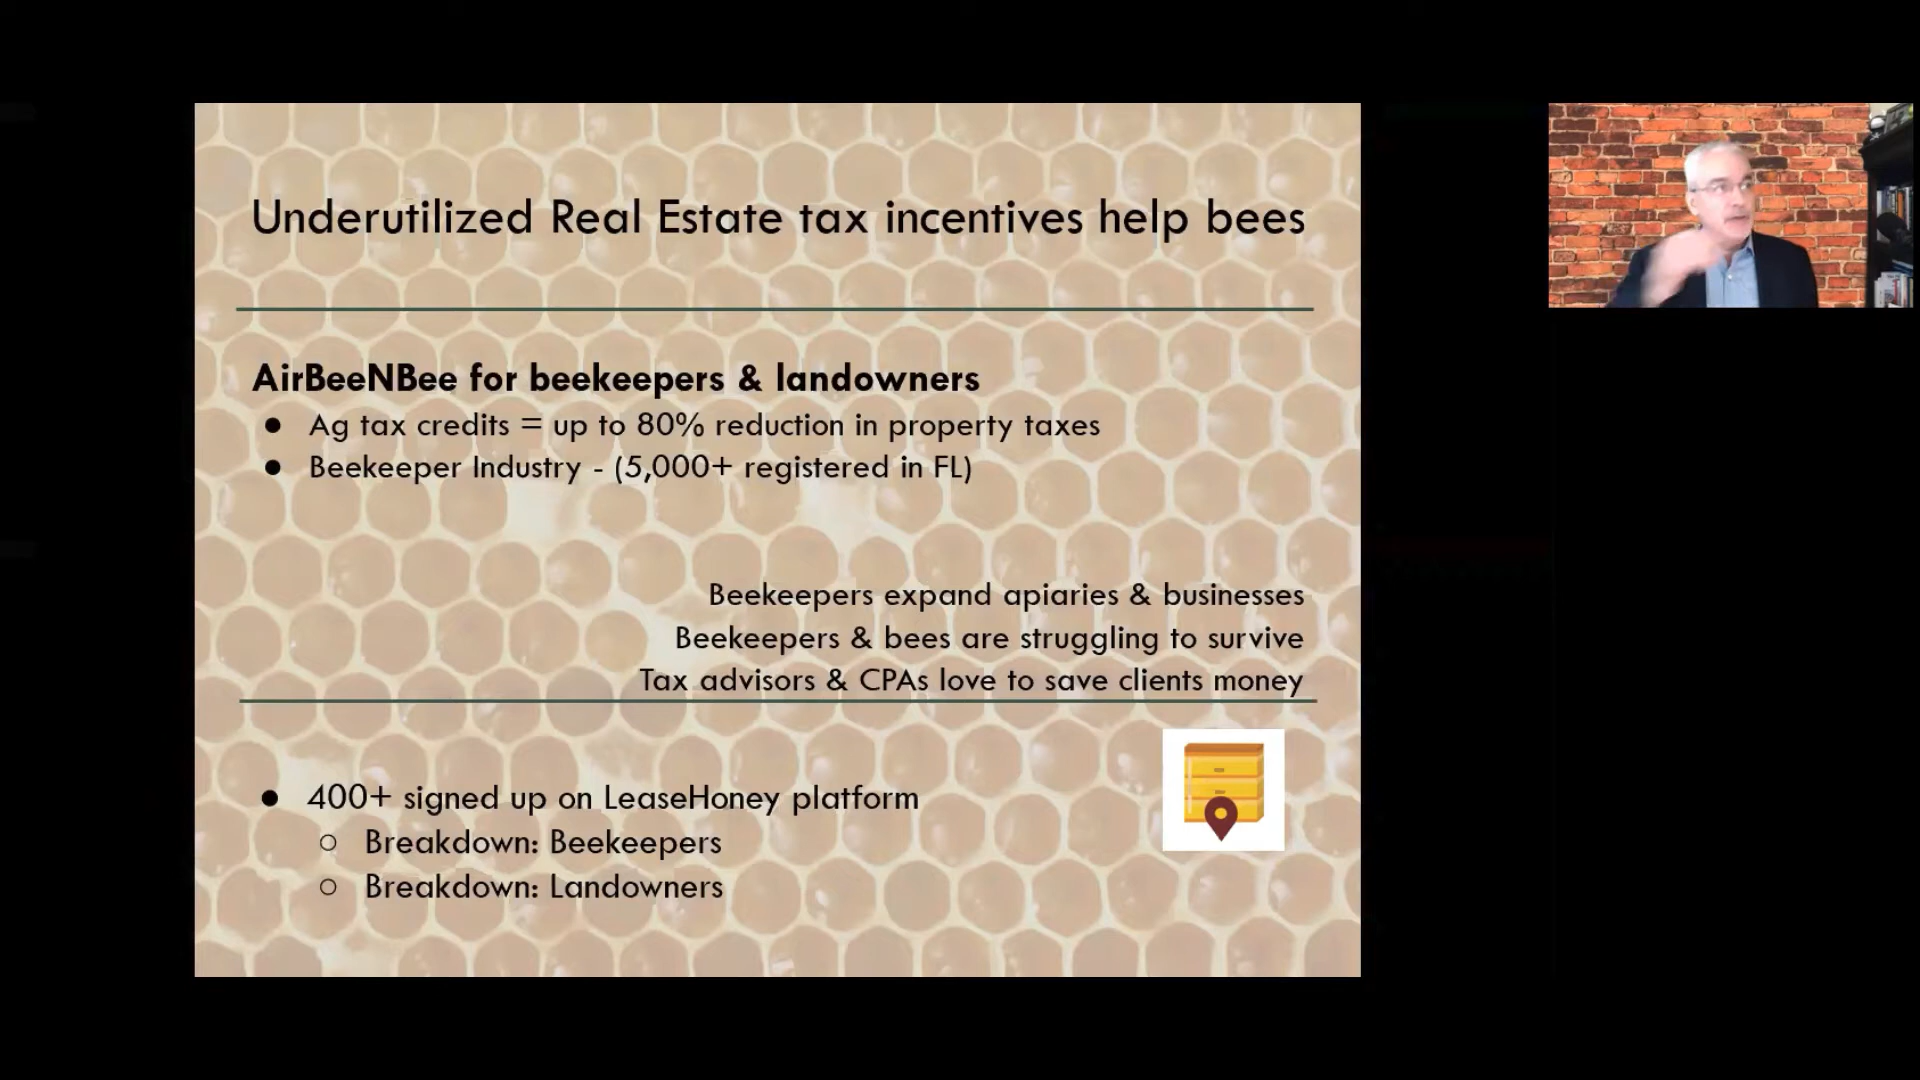 Underutilized Real Estate tax incentives help bees
AirBeeNBee for beekeepers & landowners
● Ag tax credits = up to 80% reduction in property taxes
● Beekeeper Industry - (5,000+ registered in FL)
Beekeepers expand apiaries & businesses
Beekeepers & bees are struggling to survive
Tax advisors & CPAs love to save clients money
● 400+ signed up on LeaseHoney platform
○ Breakdown: Beekeepers
○ Breakdown: Landowners